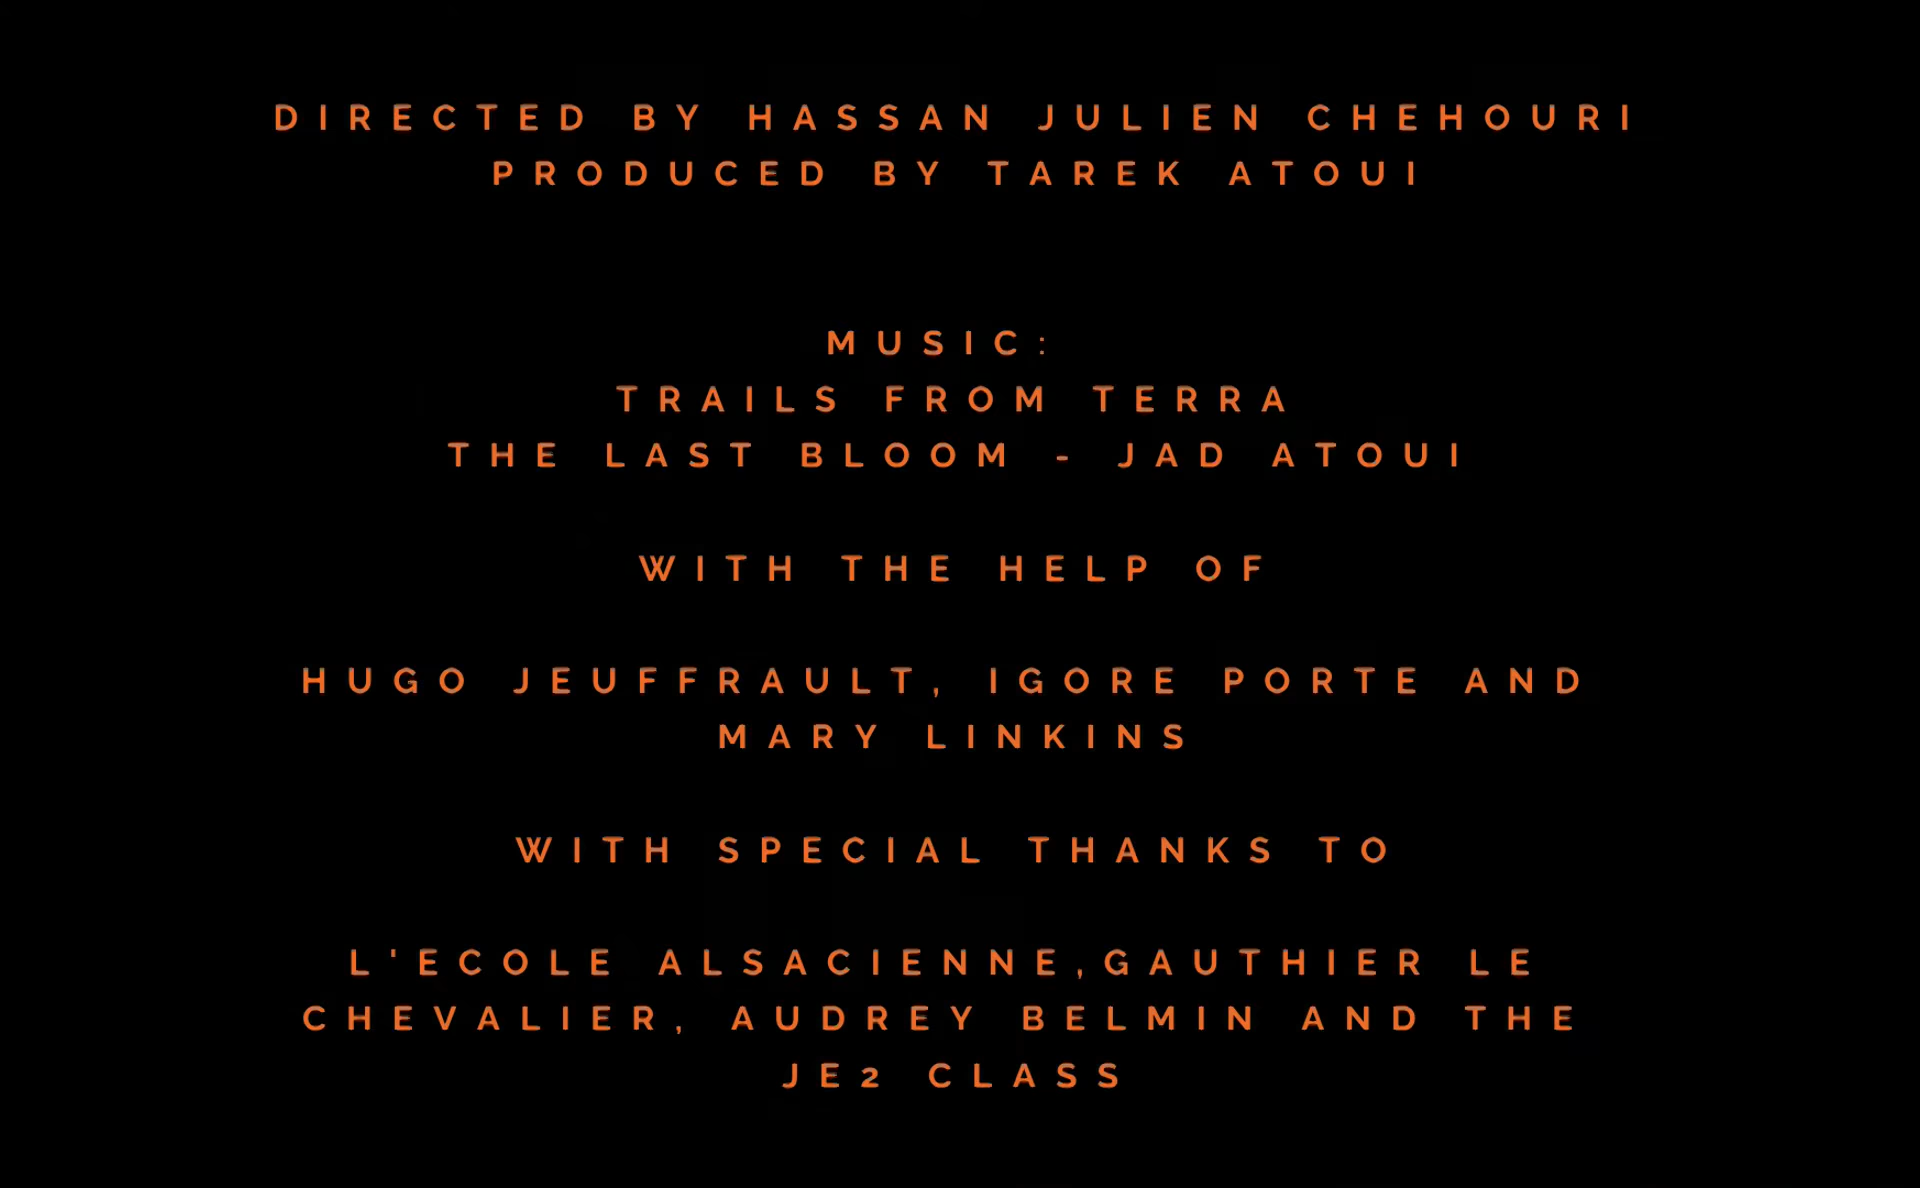 DIRECTED BY HASSAN JULIEN CHEHOURI
PRODUCED BY TAREK ATOUI
MUSIC:
TRAILS FROM TERRA
THE LAST BLOOM - JAD ATOUI
WITH THE HELP OF
HUGO JEUFFRAULT, IGORE PORTE AND
MARY LINKINS
WITH SPECIAL THANKS TO
L'ECOLE ALSACIENNE,GAUTHIER LE
CHEVALIER, AUDREY BELMIN AND THE
JE2 CLASS